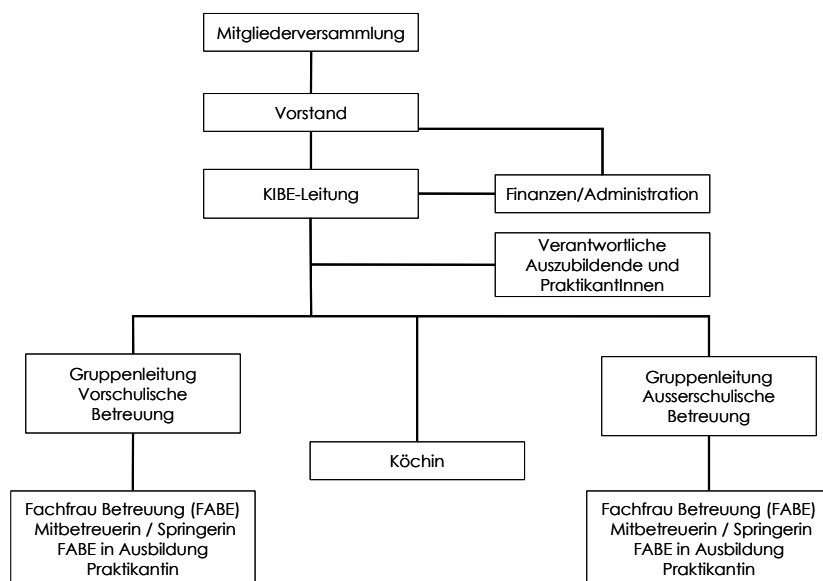 Mitgliederversammlung
Vorstand
KIBE-Leitung
Finanzen/Administration
Verantwortliche
Auszubildende und
PraktikantInnen
Gruppenleitung
Vorschulische
Betreuung
Gruppenleitung
Ausserschulische
Betreuung
Köchin
Fachfrau Betreuung (FABE)
Mitbetreuerin / Springerin
FABE in Ausbildung
Praktikantin
Fachfrau Betreuung (FABE)
Mitbetreuerin / Springerin
FABE in Ausbildung
Praktikantin